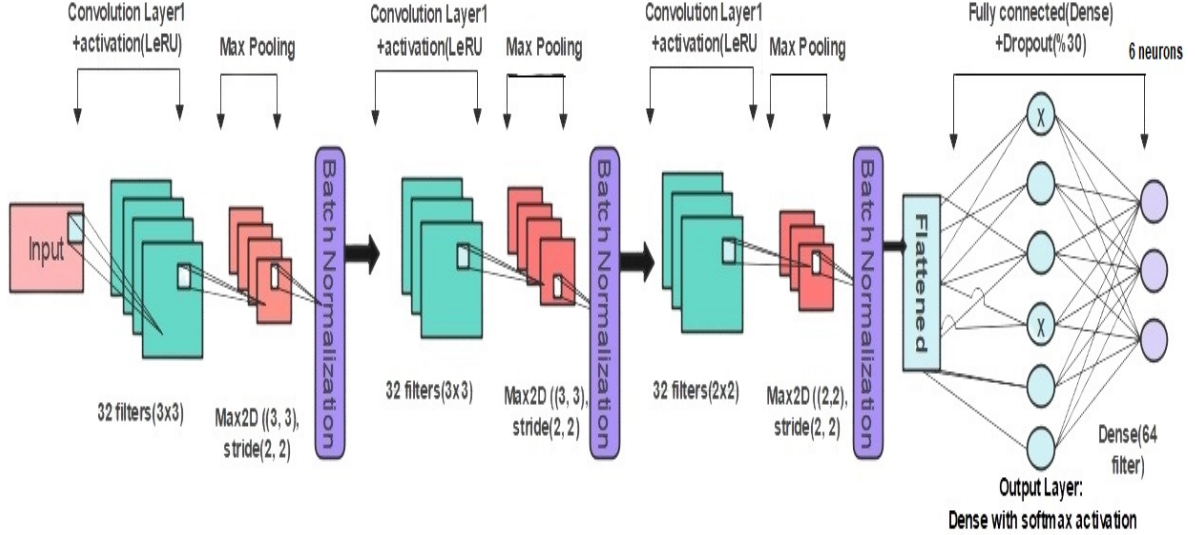 Convolution Layer1
+activation(LeRU)
Max Pooling
Convolution Layer1
+activation(LeRU
Max Pooling
Convolution Layer1
+activation(LeRU
Max Pooling
Fully connected(Dense)
+Dropout(%30)
6 neurons
Input
Batch Normalization
Batch Normalization
Batch Normalization
Flattened
X
X
32 filters(3x3)
Max2D ((3, 3),
stride(2, 2)
32 filters(3x3)
Max2D ((3, 3),
stride(2, 2)
32 filters(2x2)
Max2D ((2,2),
stride(2, 2)
Dense(64
filter)
Output Layer:
Dense with softmax activation